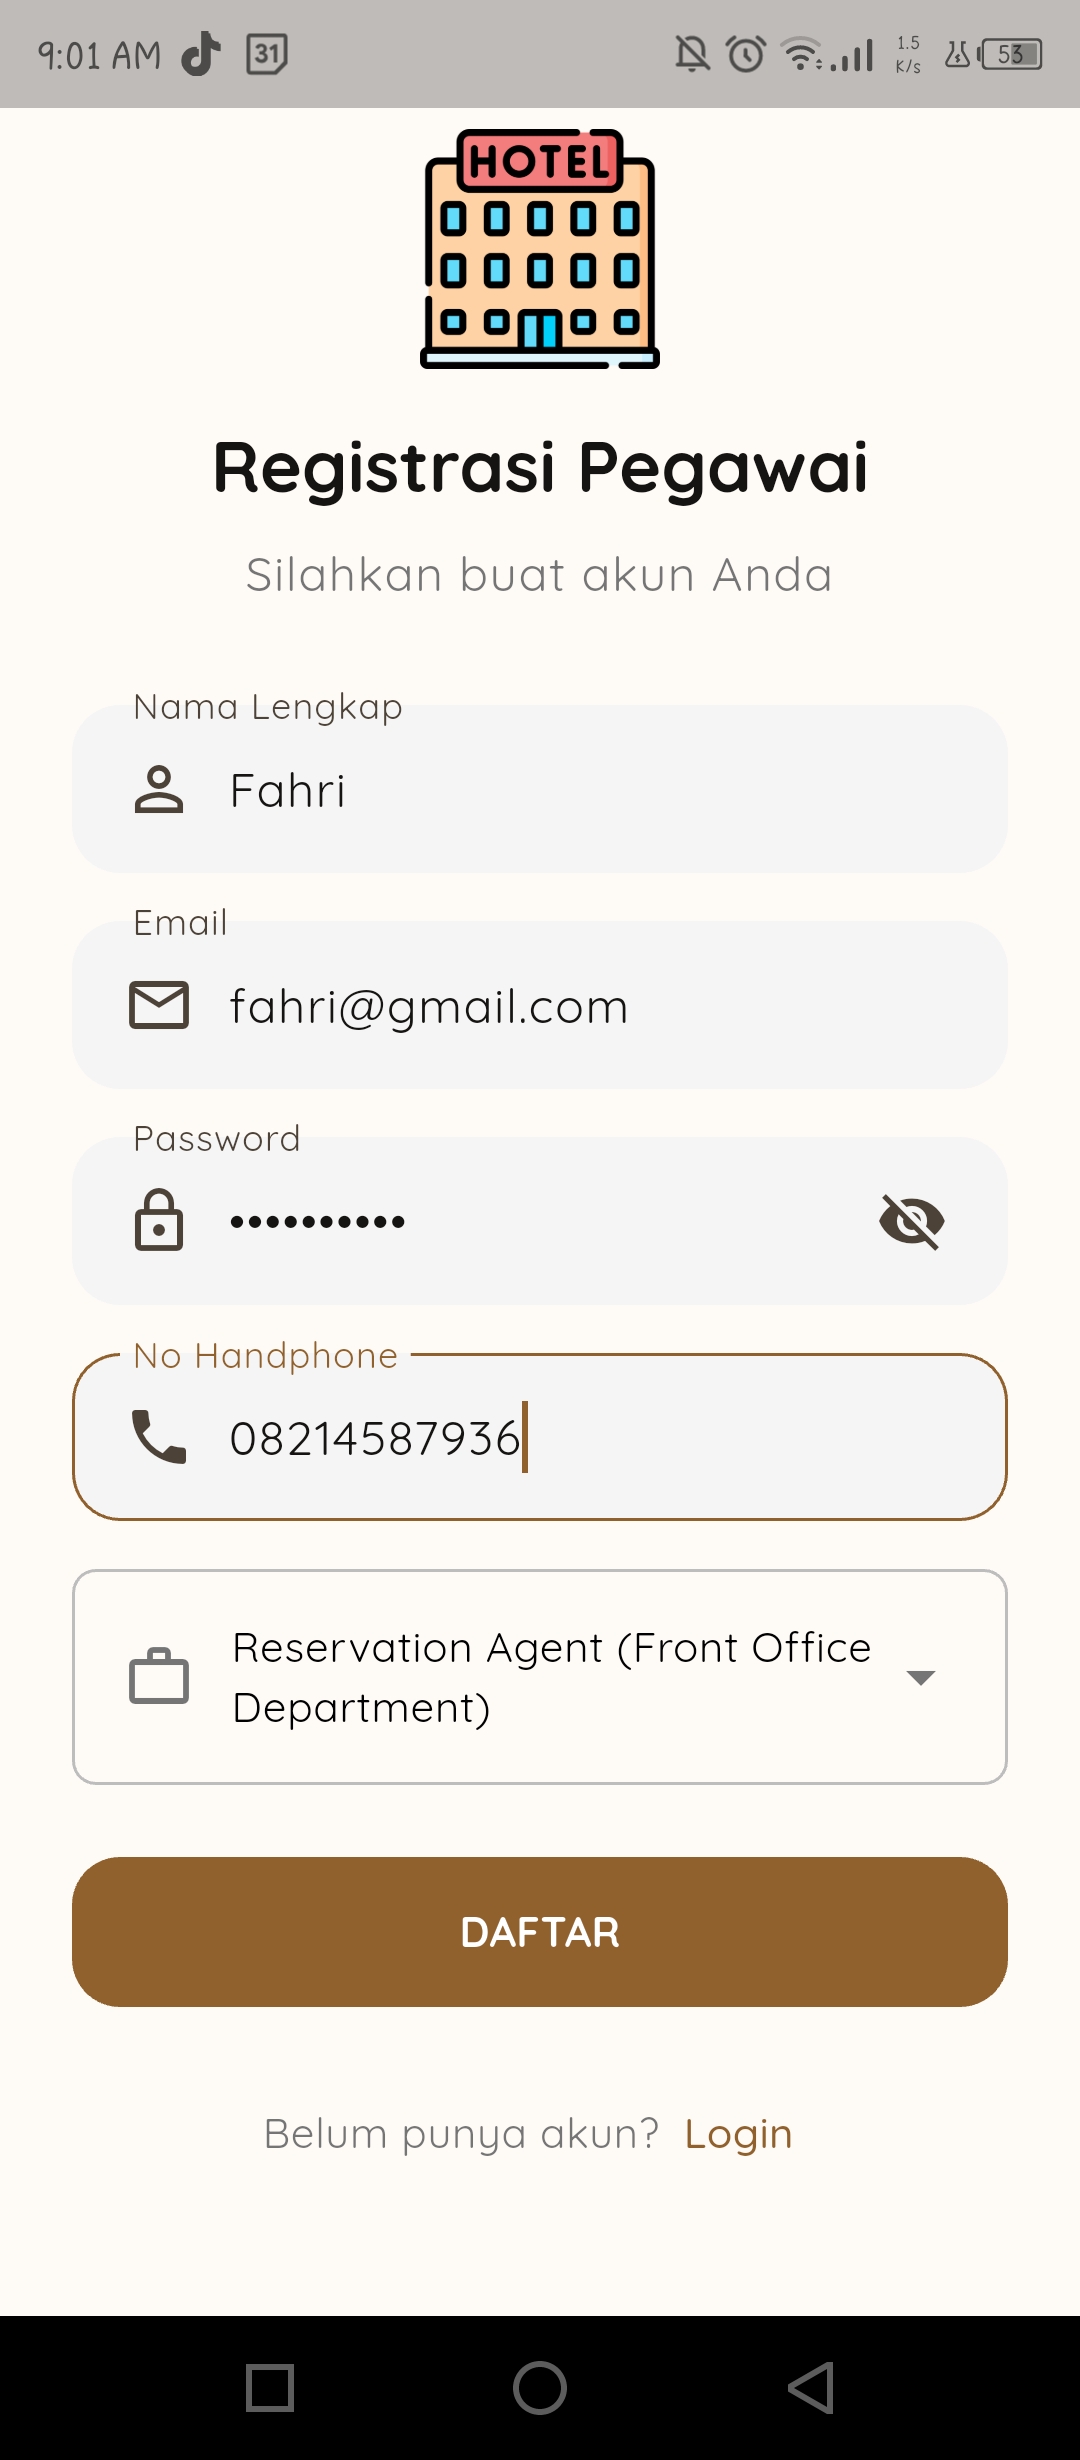 9:01 AM
31
1.5
K/s
53
HOTEL
Registrasi Pegawai
Silahkan buat akun Anda
Nama Lengkap
Fahri
Email
fahri@gmail.com
Password
••••••••••
No Handphone
08214587936
Reservation Agent (Front Office
Department)
DAFTAR
Belum punya akun? Login